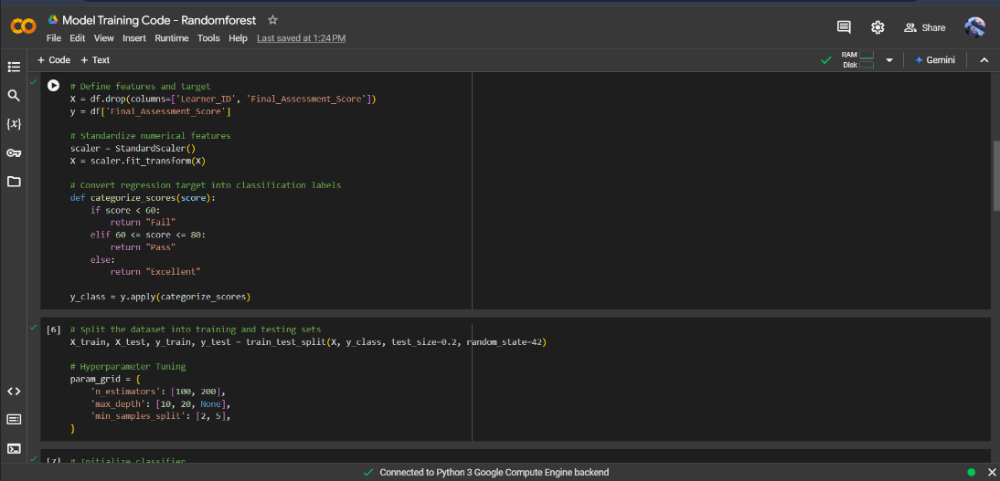 Model Training Code - Randomforest
File Edit View Insert Runtime Tools Help Last saved at 1:24 PM
Share
+ Code + Text
RAM
Disk
Gemini
# Define features and target
X = df.drop(columns=['Learner_ID', 'Final_Assessment_Score'])
y = df['Final_Assessment_Score']
# Standardize numerical features
scaler = StandardScaler()
X = scaler.fit_transform(X)
# Convert regression target into classification labels
def categorize_scores(score):
    if score < 60:
        return "Fail"
    elif 60 <= score <= 80:
        return "Pass"
    else:
        return "Excellent"
y_class = y.apply(categorize_scores)
[6] # Split the dataset into training and testing sets
X_train, X_test, y_train, y_test = train_test_split(X, y_class, test_size=0.2, random_state=42)
# Hyperparameter Tuning
param_grid = {
    'n_estimators': [100, 200],
    'max_depth': [10, 20, None],
    'min_samples_split': [2, 5],
}
[7] # Initialize classifier
Connected to Python 3 Google Compute Engine backend